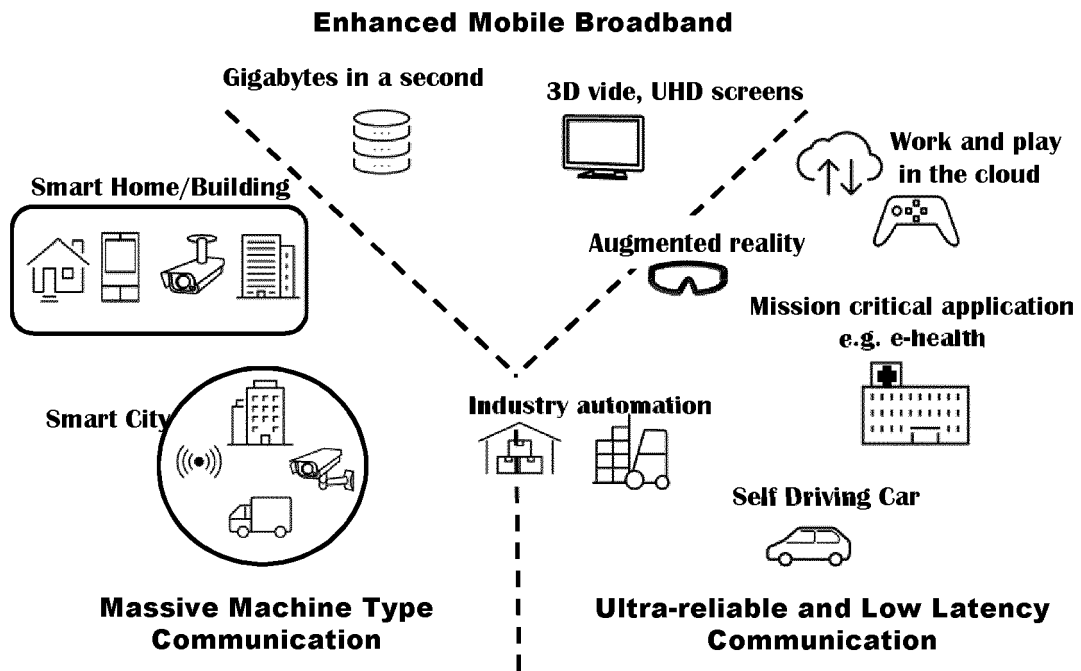 Enhanced Mobile Broadband
Gigabytes in a second
3D vide, UHD screens
Work and play
in the cloud
Smart Home/Building
Augmented reality
Mission critical application
e.g. e-health
Smart City
Industry automation
Self Driving Car
Massive Machine Type
Communication
Ultra-reliable and Low Latency
Communication